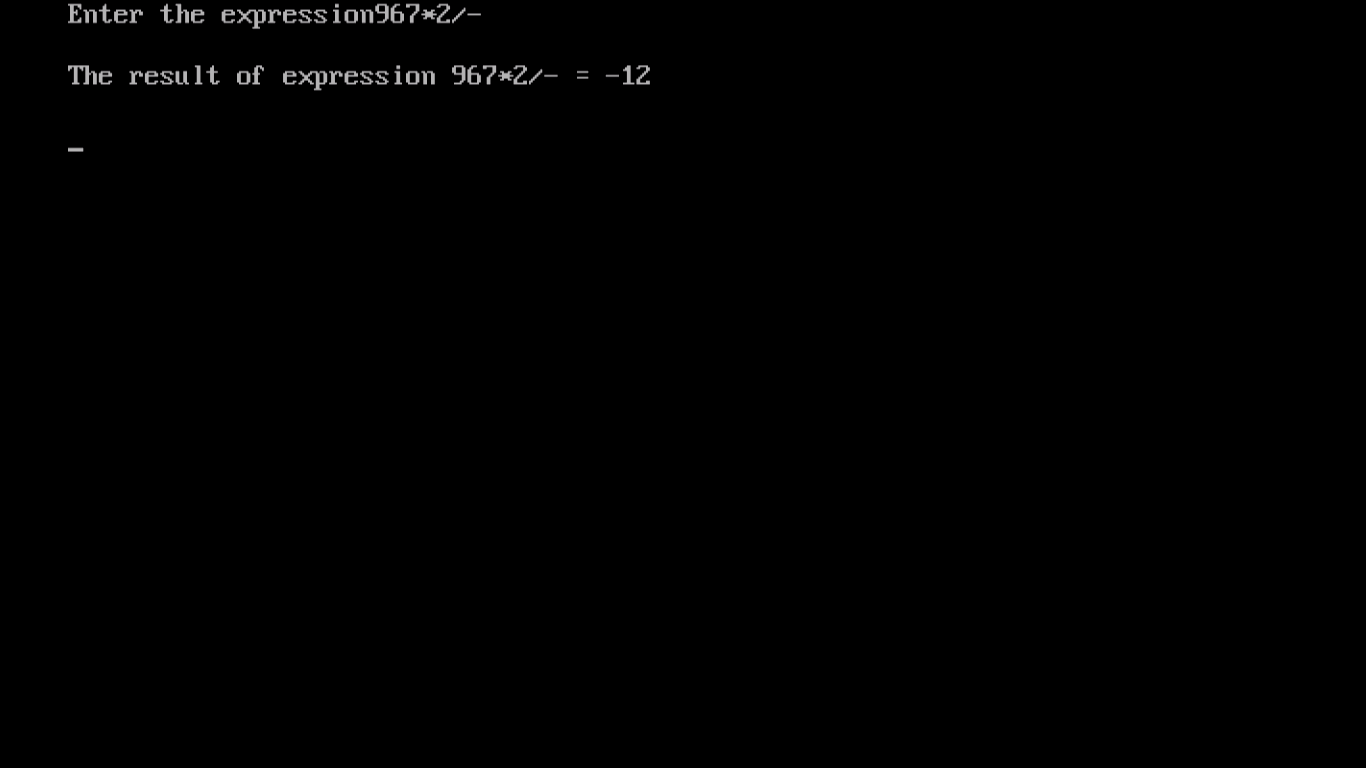 Enter the expression967*2/-
The result of expression 967*2/- = -12
_